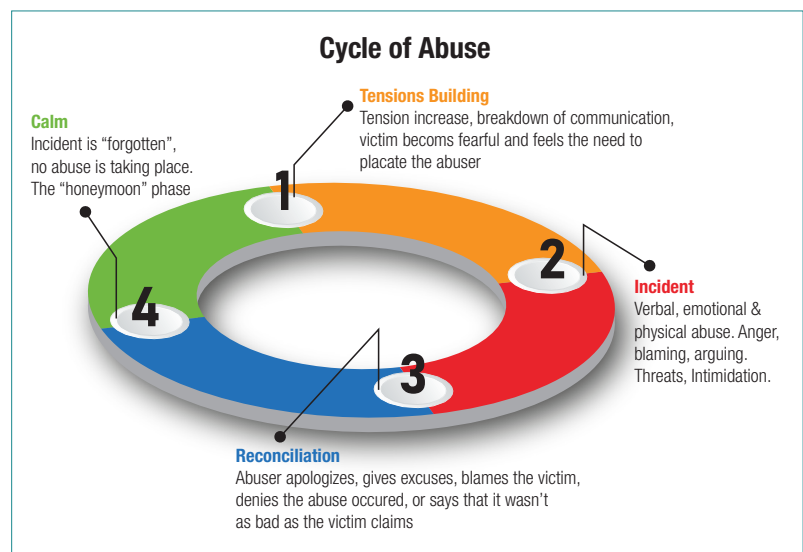 Cycle of Abuse
Tensions Building
Tension increase, breakdown of communication,
victim becoms fearful and feels the need to
placate the abuser
Calm
Incident is “forgotten”,
no abuse is taking place.
The “honeymoon” phase
1
2
Incident
Verbal, emotional &
physical abuse. Anger,
blaming, arguing.
Threats, Intimidation.
4
3
Reconciliation
Abuser apologizes, gives excuses, blames the victim,
denies the abuse occured, or says that it wasn’t
as bad as the victim claims